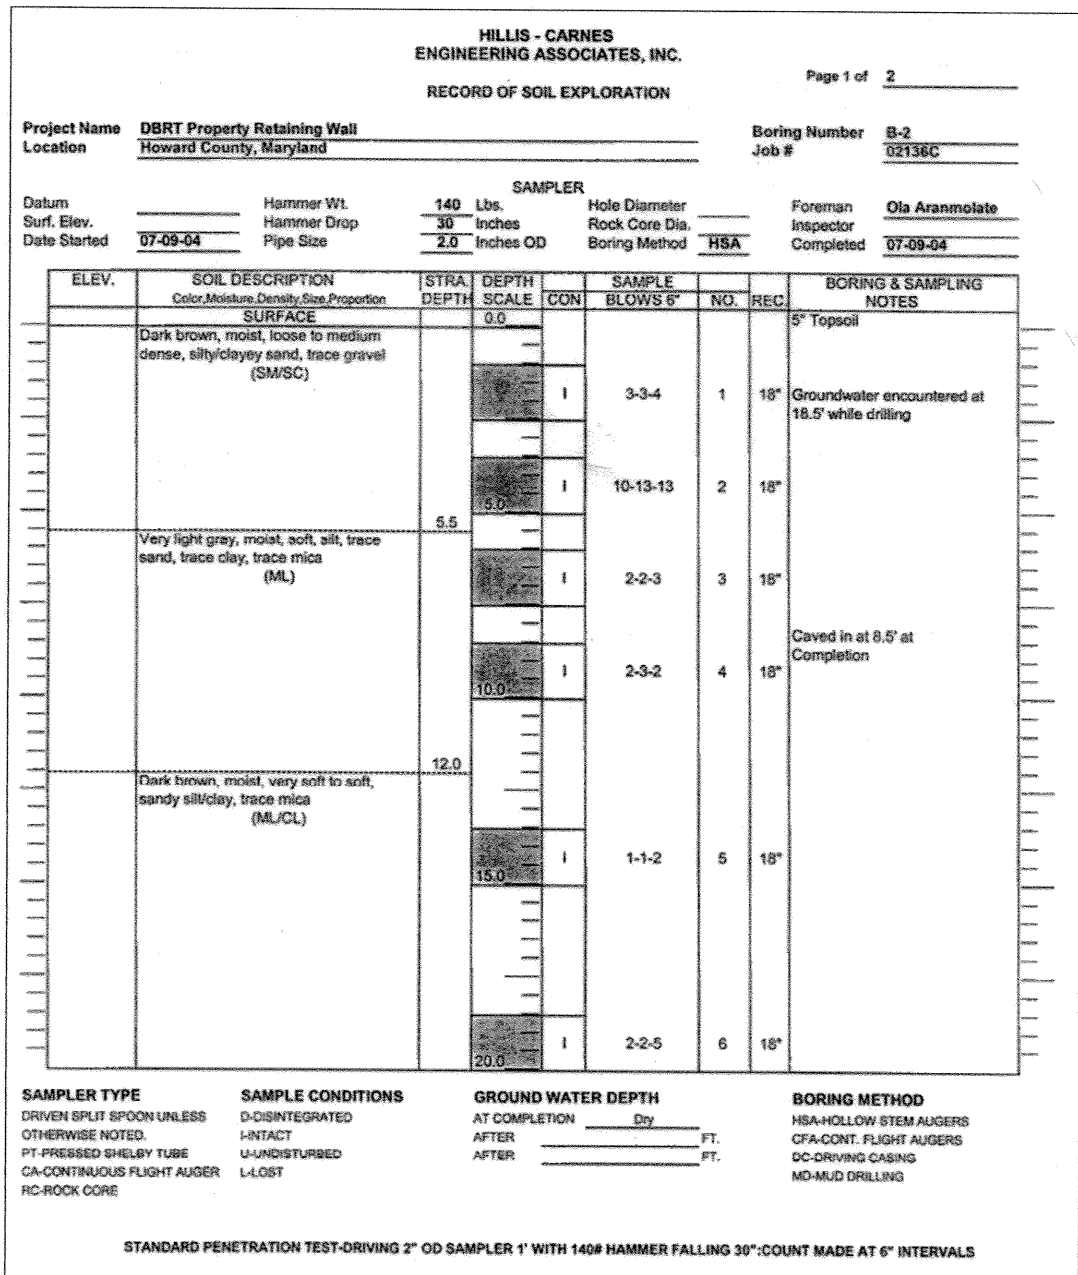 HILLIS - CARNES
ENGINEERING ASSOCIATES, INC.
Page 1 of 2
RECORD OF SOIL EXPLORATION
Project Name DBRT Property Retaining Wall Boring Number B-2
Location Howard County, Maryland Job # 02136C
SAMPLER
Datum Hammer Wt. 140 Lbs. Hole Diameter Foreman Ola Aranmolate
Surf. Elev. Hammer Drop 30 Inches Rock Core Dia. Inspector
Date Started 07-09-04 Pipe Size 2.0 Inches OD Boring Method HSA Completed 07-09-04
ELEV. SOIL DESCRIPTION STRA. DEPTH SAMPLE BORING & SAMPLING
Color,Moisture,Density,Size,Proportion DEPTH SCALE CON BLOWS 6" NO. REC. NOTES
SURFACE 0.0 5" Topsoil
Dark brown, moist, loose to medium
dense, silty/clayey sand, trace gravel
(SM/SC)
I 3-3-4 1 18" Groundwater encountered at
18.5' while drilling
I 10-13-13 2 18"
5.0
5.5
Very light gray, moist, soft, silt, trace
sand, trace clay, trace mica
(ML) I 2-2-3 3 18"
Caved in at 8.5' at
Completion
I 2-3-2 4 18"
10.0
12.0
Dark brown, moist, very soft to soft,
sandy silt/clay, trace mica
(ML/CL)
I 1-1-2 5 18"
15.0
I 2-2-5 6 18"
20.0
SAMPLER TYPE SAMPLE CONDITIONS GROUND WATER DEPTH BORING METHOD
DRIVEN SPLIT SPOON UNLESS D-DISINTEGRATED AT COMPLETION Dry HSA-HOLLOW STEM AUGERS
OTHERWISE NOTED. I-INTACT AFTER FT. CFA-CONT. FLIGHT AUGERS
PT-PRESSED SHELBY TUBE U-UNDISTURBED AFTER FT. DC-DRIVING CASING
CA-CONTINUOUS FLIGHT AUGER L-LOST MD-MUD DRILLING
RC-ROCK CORE
STANDARD PENETRATION TEST-DRIVING 2" OD SAMPLER 1' WITH 140# HAMMER FALLING 30":COUNT MADE AT 6" INTERVALS